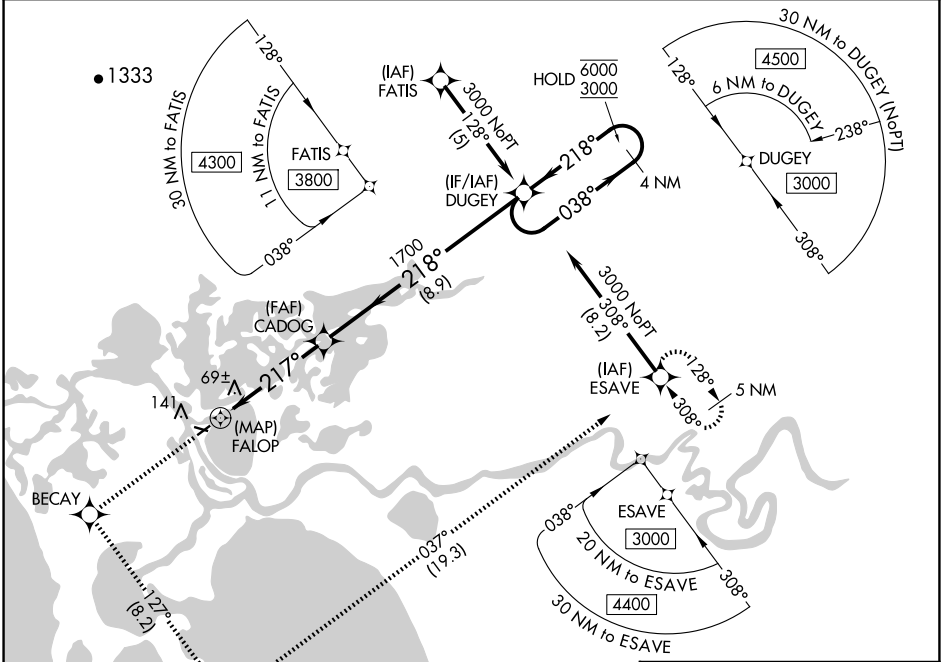 1333
128°
30 NM to FATIS
11 NM to FATIS
4300
FATIS
3800
038°
(IAF)
FATIS
3000 NoPT
128°
(5)
HOLD
6000
3000
218°
038°
4 NM
(IF/IAF)
DUGEY
30 NM to DUGEY (NoPT)
4500
128°
6 NM to DUGEY
238°
DUGEY
3000
308°
1700
218°
(8.9)
(FAF)
CADOG
217°
69±
141
(MAP)
FALOP
BECAY
127°
(8.2)
3000 NoPT
308°
(8.2)
(IAF)
ESAVE
128°
308°
5 NM
037°
(19.3)
038°
ESAVE
3000
20 NM to ESAVE
308°
4400
30 NM to ESAVE